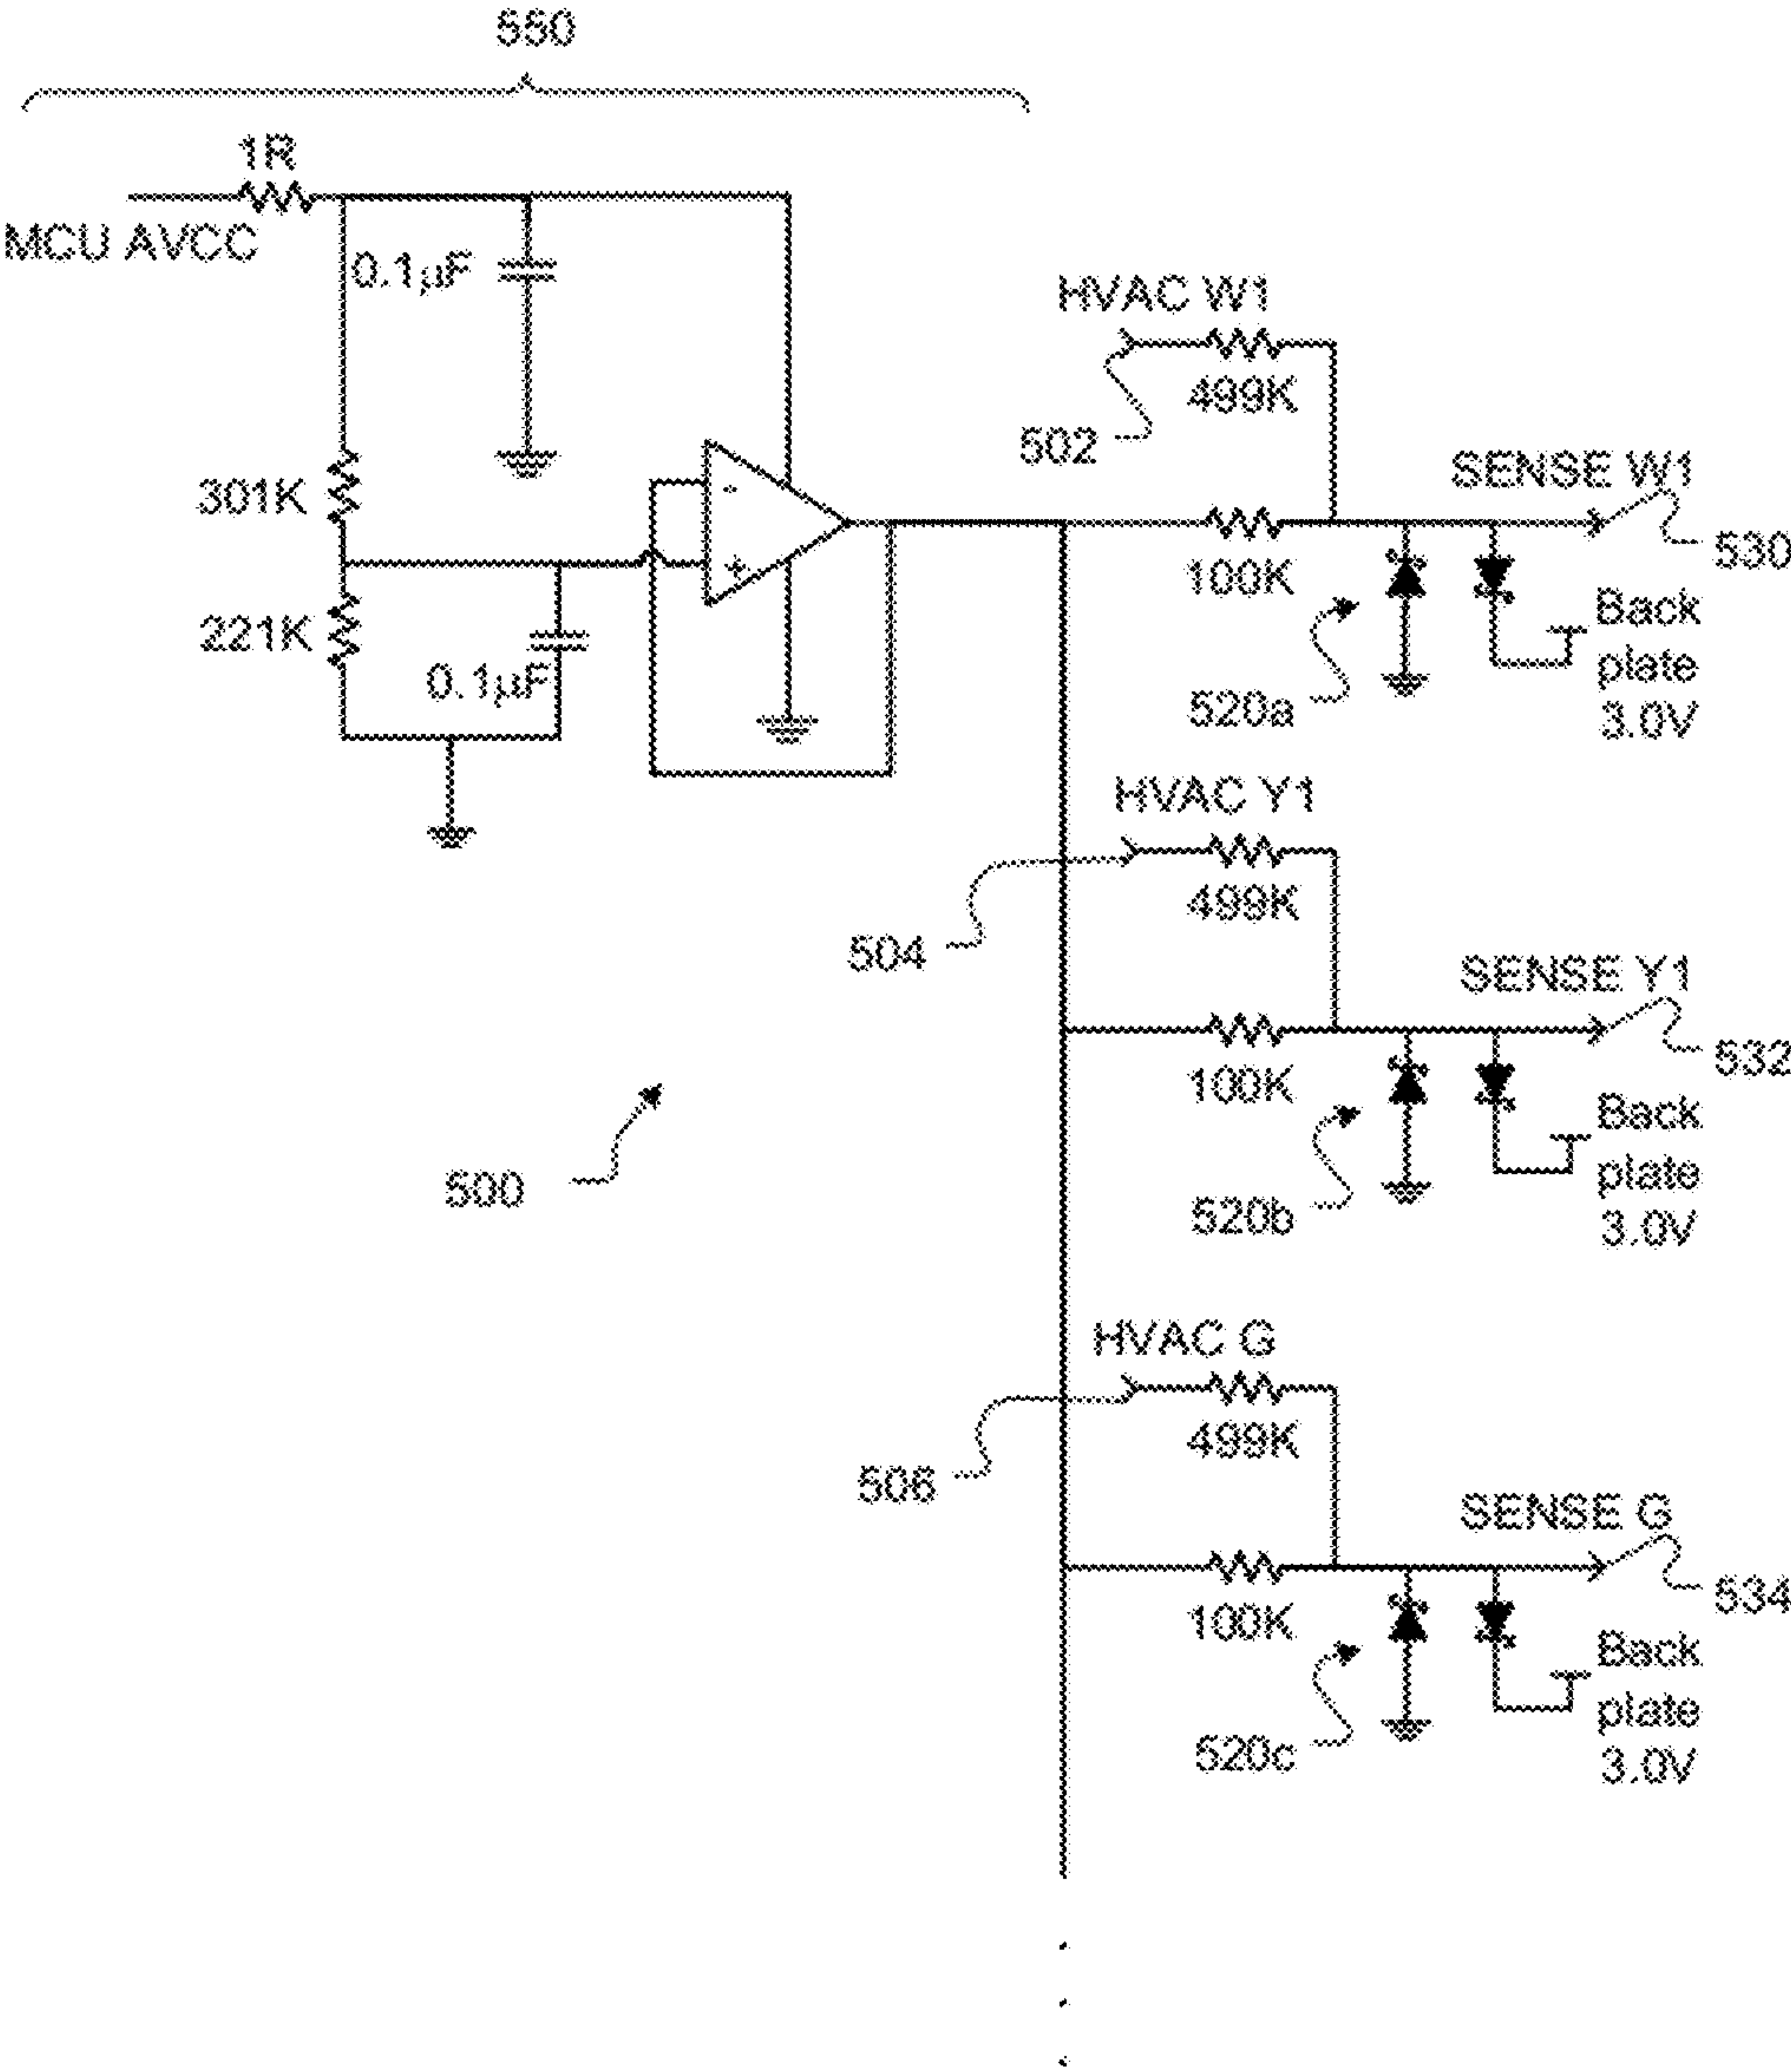 550
1R
MCU AVCC
0.1µF
HVAC W1
499K
502
SENSE W1
301K
-
+
100K
530
221K
0.1µF
520a
Back
plate
3.0V
HVAC Y1
499K
504
SENSE Y1
100K
532
500
520b
Back
plate
3.0V
HVAC G
499K
506
SENSE G
100K
534
520c
Back
plate
3.0V